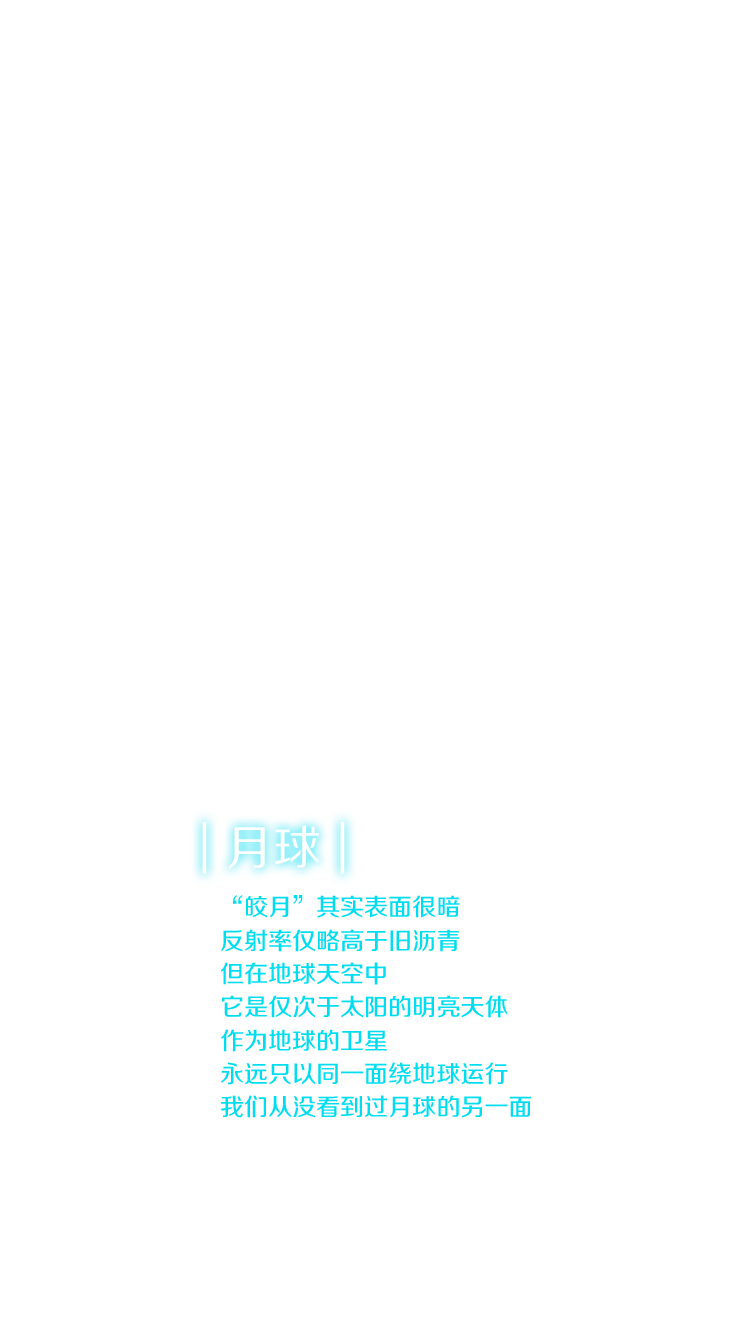 | 月球 |
“皎月”其实表面很暗
反射率仅略高于旧沥青
但在地球天空中
它是仅次于太阳的明亮天体
作为地球的卫星
永远只以同一面绕地球运行
我们从没看到过月球的另一面